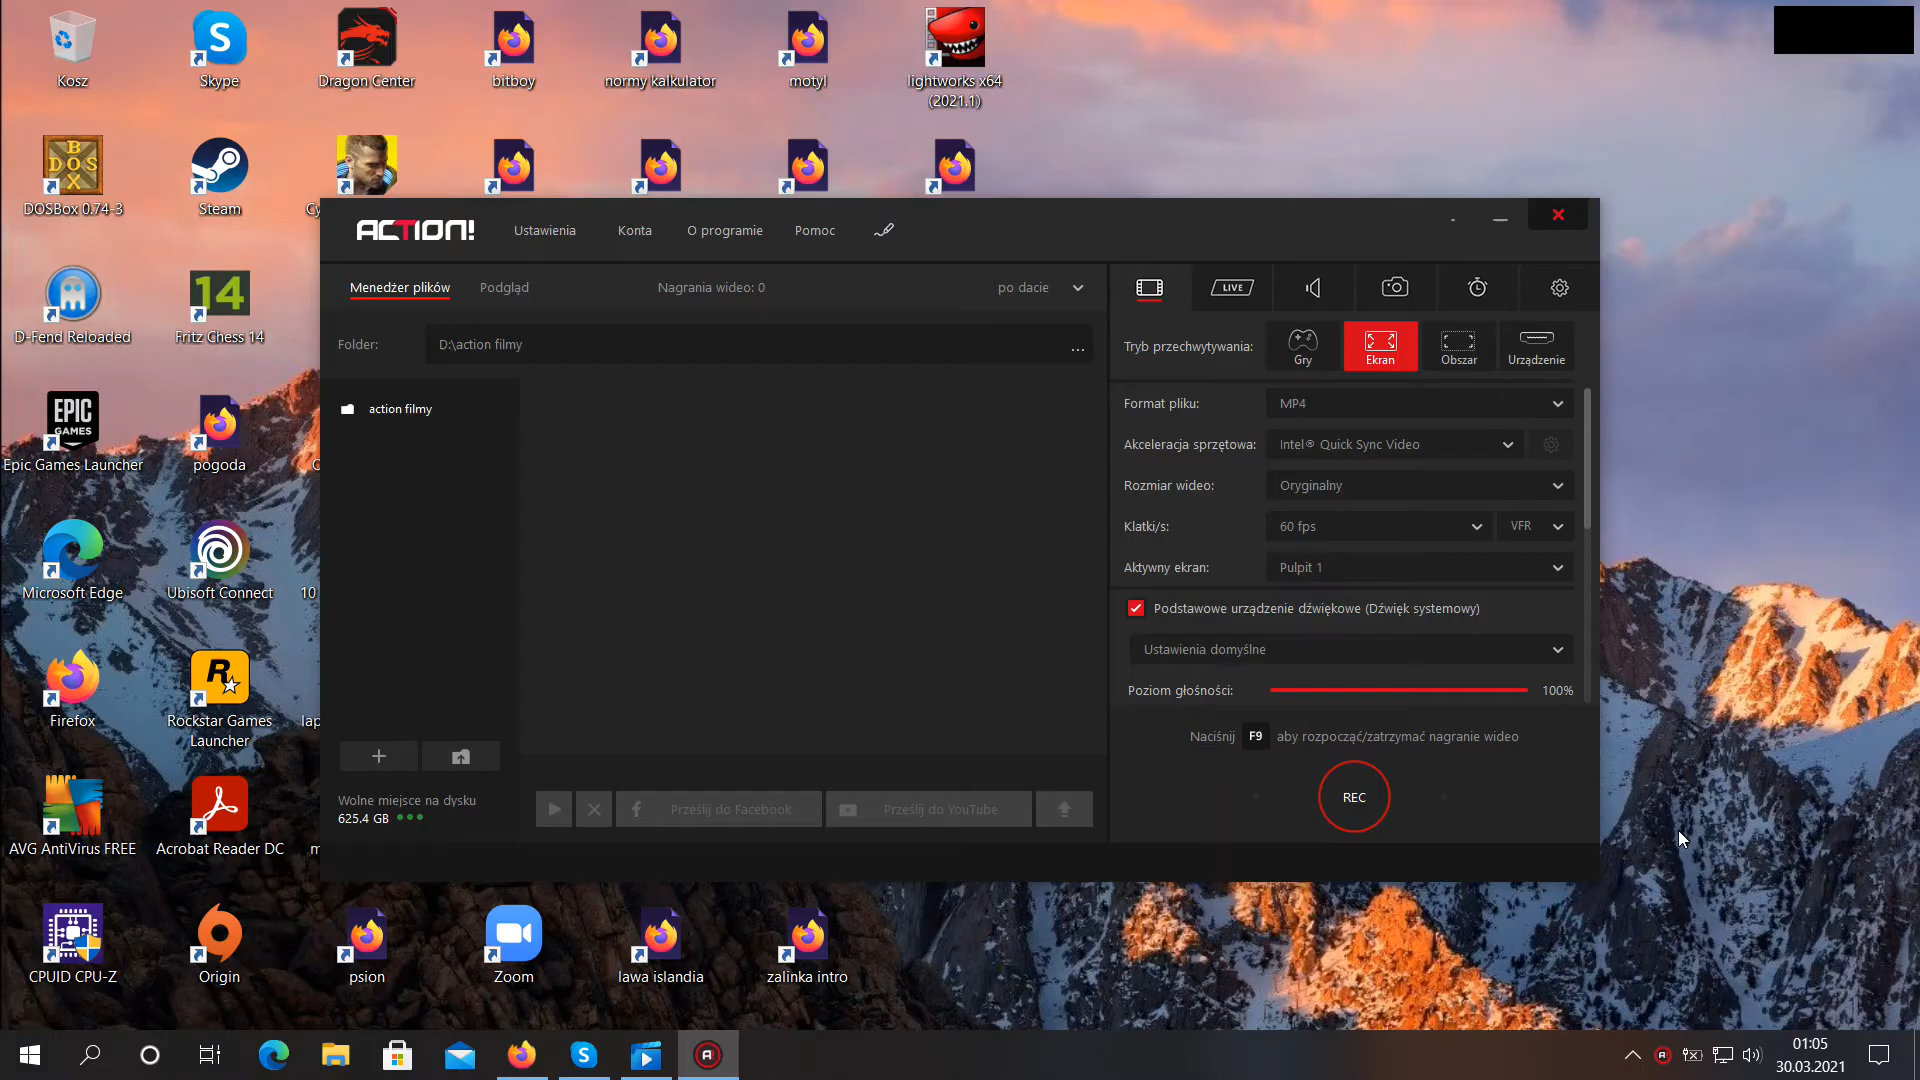 Kosz
Skype
Dragon Center
bitboy
normy kalkulator
motyl
lightworks x64
(2021.1)
DOSBox 0.74-3
Steam
Cy
D-Fend Reloaded
Fritz Chess 14
Epic Games Launcher
pogoda
Microsoft Edge
Ubisoft Connect
10
Firefox
Rockstar Games
Launcher
lap
AVG AntiVirus FREE
Acrobat Reader DC
m
CPUID CPU-Z
Origin
psion
Zoom
lawa islandia
zalinka intro
ACTION!
Ustawienia
Konta
O programie
Pomoc
Menedżer plików
Podgląd
Nagrania wideo: 0
po dacie
Folder:
D:\action filmy
...
action filmy
Wolne miejsce na dysku
625.4 GB
Prześlij do Facebook
Prześlij do YouTube
LIVE
Tryb przechwytywania:
Gry
Ekran
Obszar
Urządzenie
Format pliku:
MP4
Akceleracja sprzętowa:
Intel® Quick Sync Video
Rozmiar wideo:
Oryginalny
Klatki/s:
60 fps
VFR
Aktywny ekran:
Pulpit 1
Podstawowe urządzenie dźwiękowe (Dźwięk systemowy)
Ustawienia domyślne
Poziom głośności:
100%
Naciśnij F9 aby rozpocząć/zatrzymać nagranie wideo
REC
01:05
30.03.2021